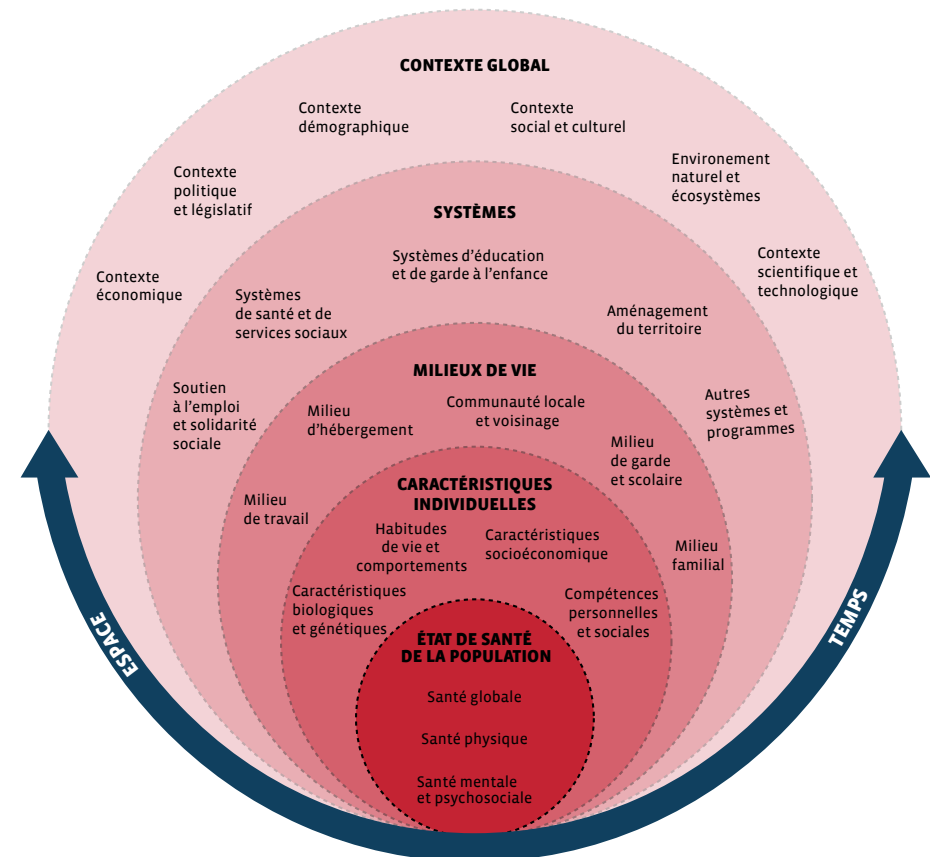 CONTEXTE GLOBAL
Contexte
démographique
Contexte
social et culturel
Contexte
politique
et législatif
Environement
naturel et
écosystèmes
Contexte
économique
Contexte
scientifique et
technologique
SYSTÈMES
Systèmes d'éducation
et de garde à l'enfance
Systèmes
de santé et de
services sociaux
Aménagement
du territoire
Soutien
à l'emploi
et solidarité
sociale
Autres
systèmes et
programmes
MILIEUX DE VIE
Milieu
d'hébergement
Communauté locale
et voisinage
Milieu
de garde
et scolaire
Milieu
de travail
Milieu
familial
CARACTÉRISTIQUES
INDIVIDUELLES
Habitudes
de vie et
comportements
Caractéristiques
socioéconomique
Caractéristiques
biologiques
et génétiques
Compétences
personnelles
et sociales
ÉTAT DE SANTÉ
DE LA POPULATION
Santé globale
Santé physique
Santé mentale
et psychosociale
ESPACE
TEMPS